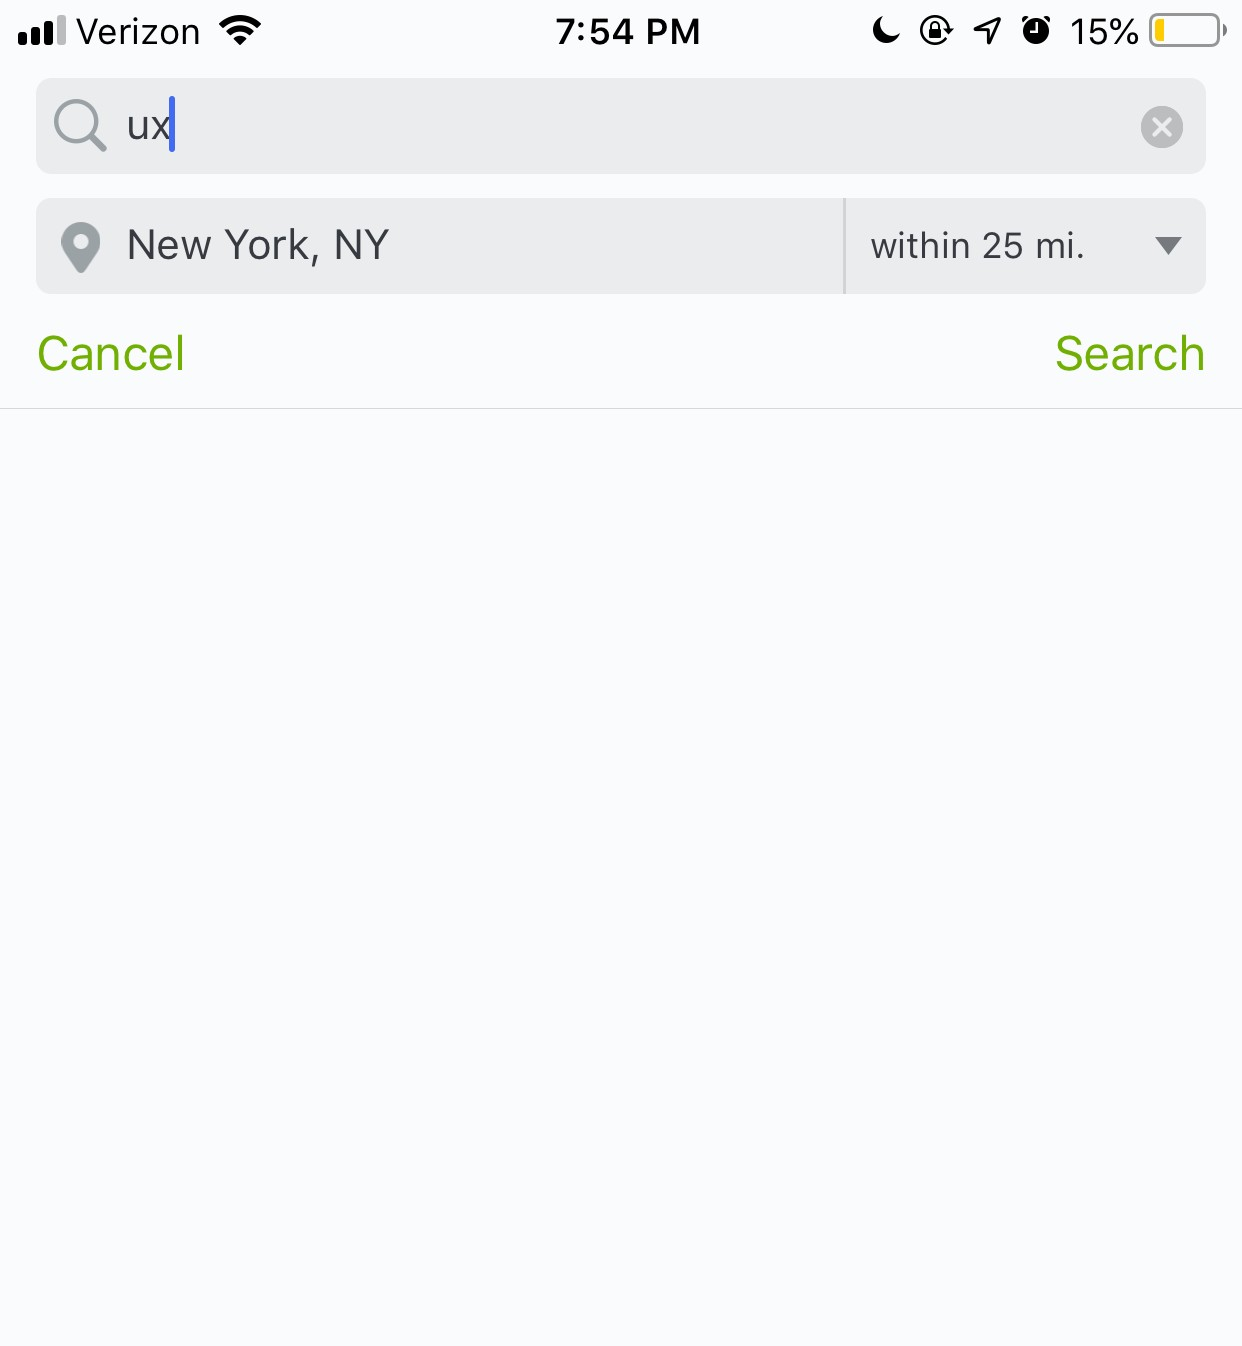 Verizon 7:54 PM 15%
ux
New York, NY within 25 mi.
Cancel Search